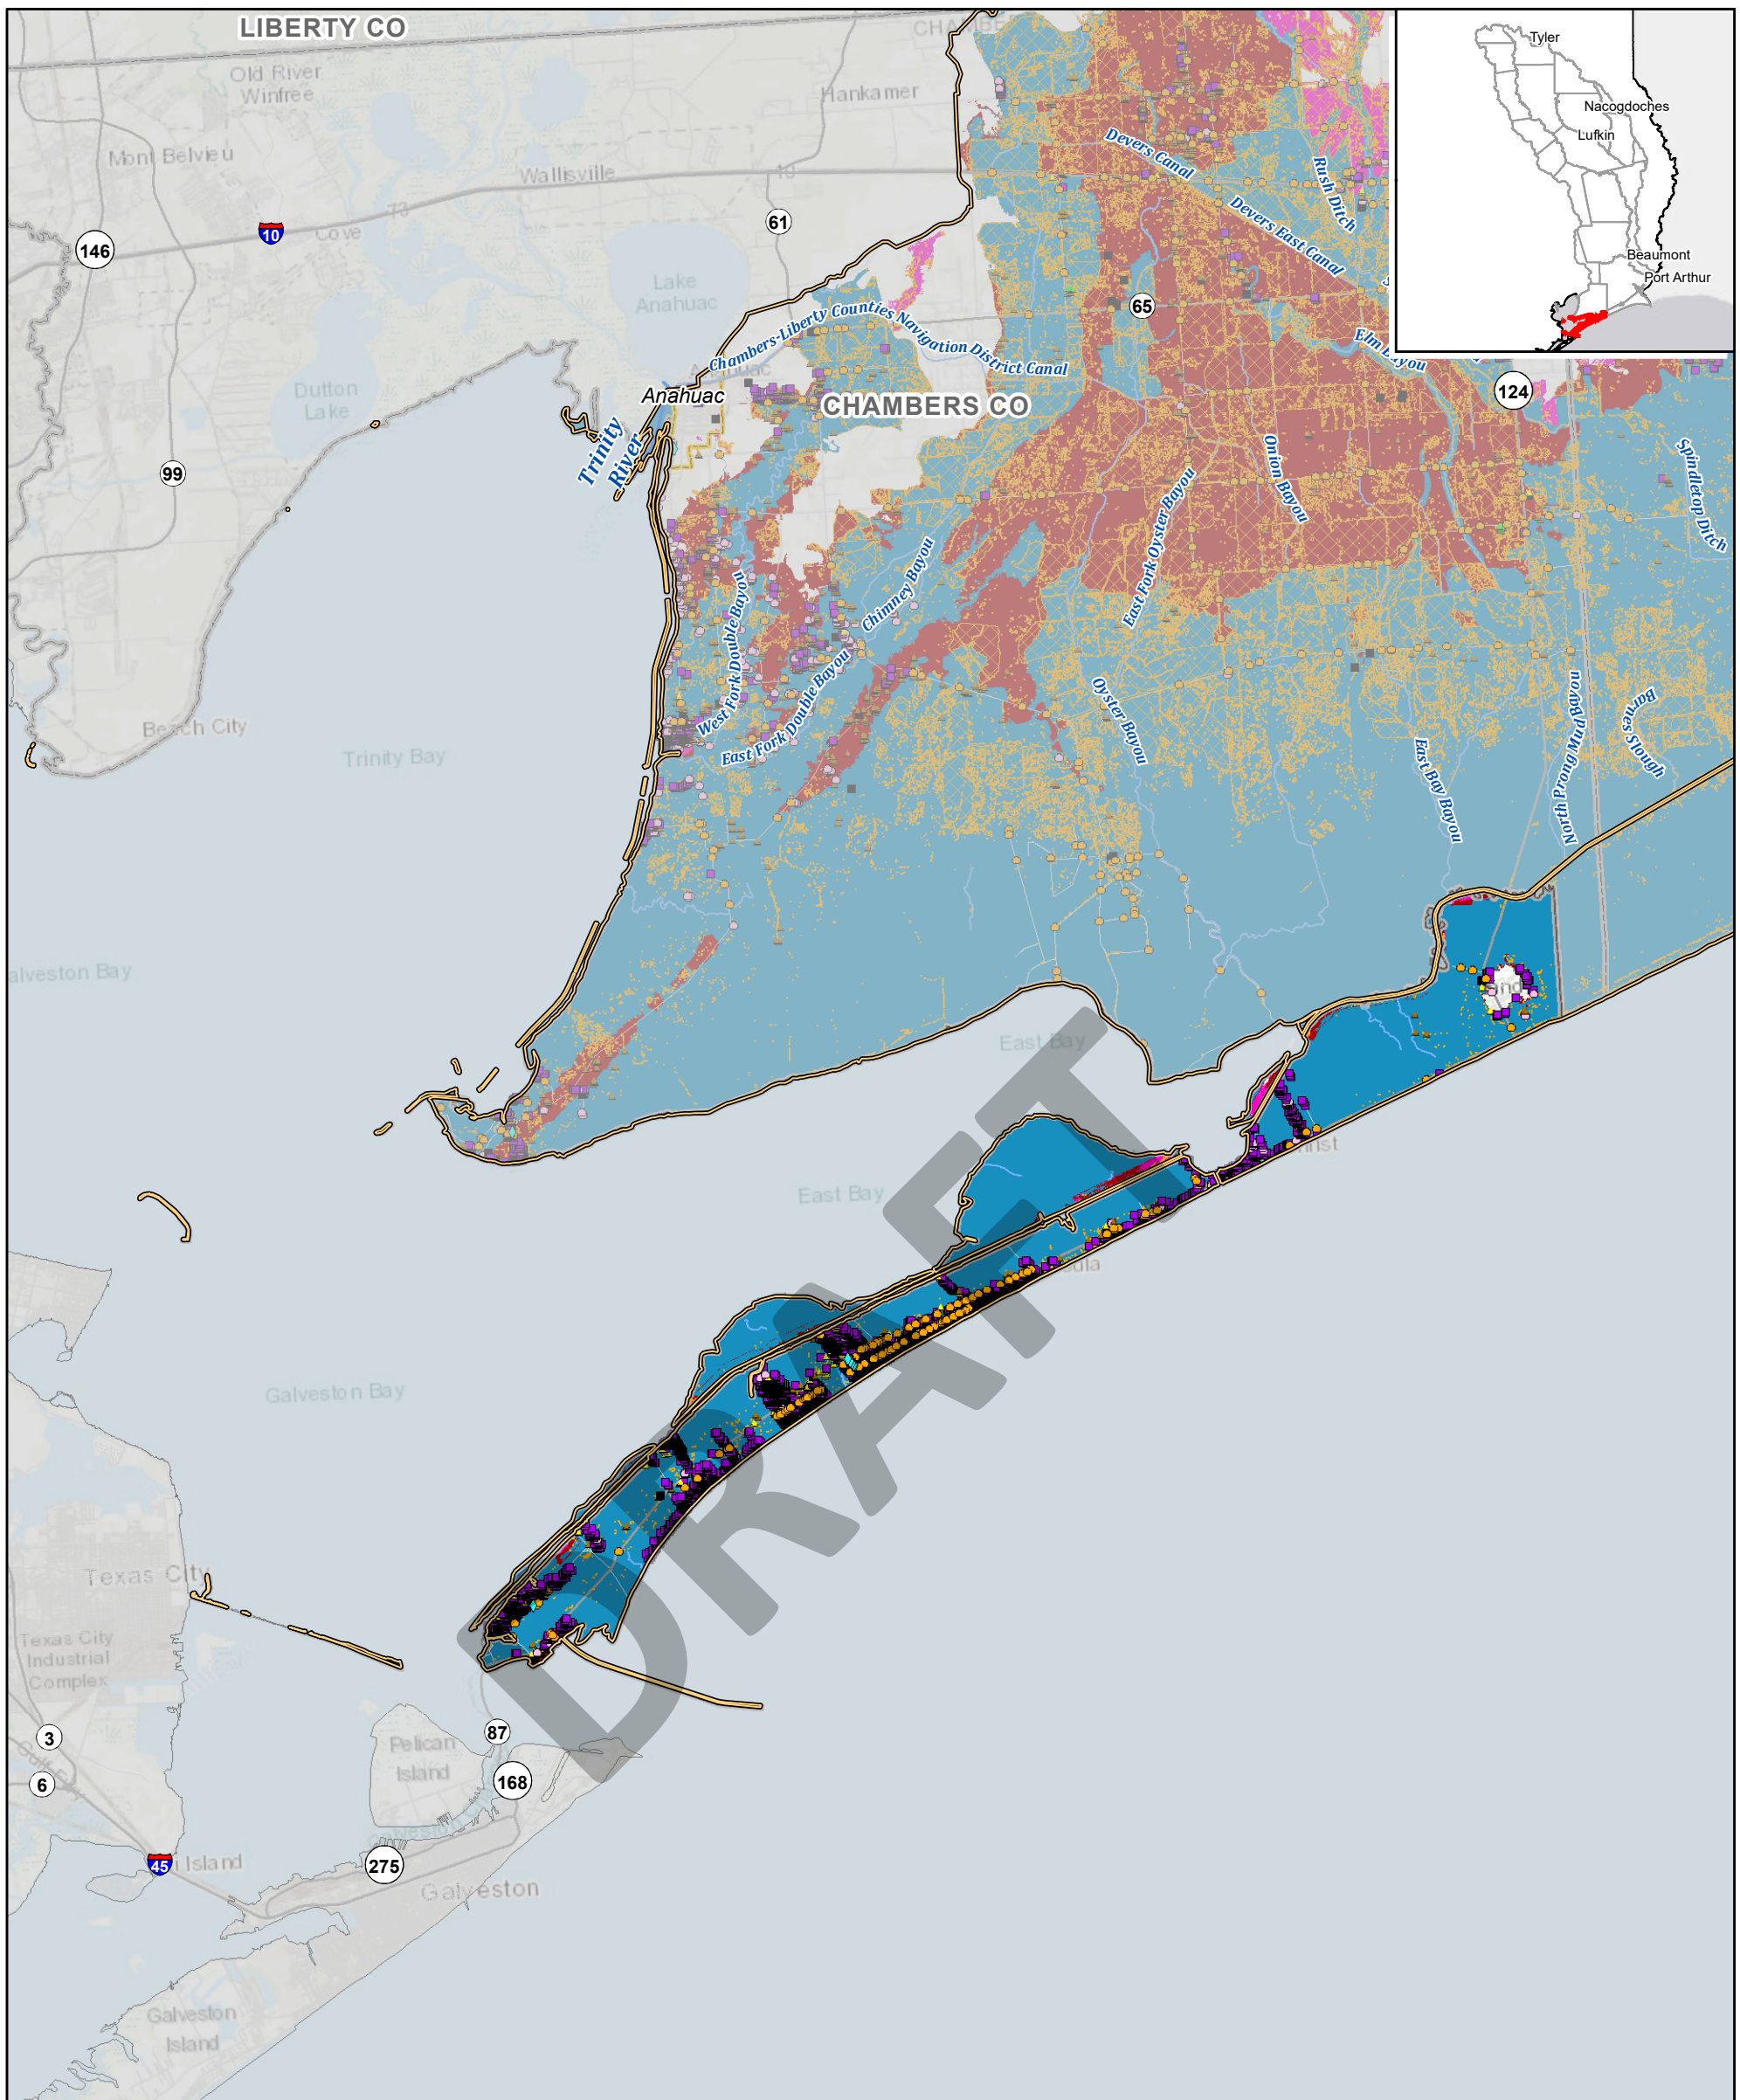 LIBERTY CO
Old River
Winfree
Hankamer
Mont Belvieu
Wallisville
10
73
Cove
146
10
61
Lake
Anahuac
Devers Canal
Rush Ditch
Devers East Canal
65
Elm Bayou
Chambers-Liberty Counties Navigation District Canal
Anahuac
CHAMBERS CO
124
Dutton
Lake
Trinity
River
99
Onion Bayou
Spindletop Ditch
East Fork Oyster Bayou
Chimney Bayou
West Fork Double Bayou
East Fork Double Bayou
Oyster Bayou
East Bay Bayou
North Prong Mud Bayou
Barnes Slough
Beach City
Trinity Bay
East Bay
East Bay
Galveston Bay
Texas City
Texas City
Industrial
Complex
DRAFT
Pelican
Island
87
168
3
6
45
275
Galveston
Galveston
Island
Tyler
Nacogdoches
Lufkin
Beaumont
Port Arthur